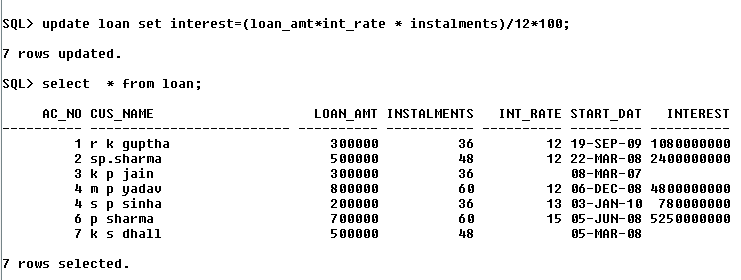 SQL> update loan set interest=(loan_amt*int_rate * instalments)/12*100;
7 rows updated.
SQL> select  * from loan;
     AC_NO CUS_NAME                        LOAN_AMT INSTALMENTS   INT_RATE START_DAT   INTEREST
---------- ------------------------------ ---------- ----------- ---------- --------- ----------
         1 r k guptha                        300000          36         12 19-SEP-09 1080000000
         2 sp.sharma                         500000          48         12 22-MAR-08 2400000000
         3 k p jain                          300000          36            08-MAR-07
         4 m p yadav                         800000          60         12 06-DEC-08 4800000000
         4 s p sinha                         200000          36         13 03-JAN-10  780000000
         6 p sharma                          700000          60         15 05-JUN-08 5250000000
         7 k s dhall                         500000          48            05-MAR-08
7 rows selected.